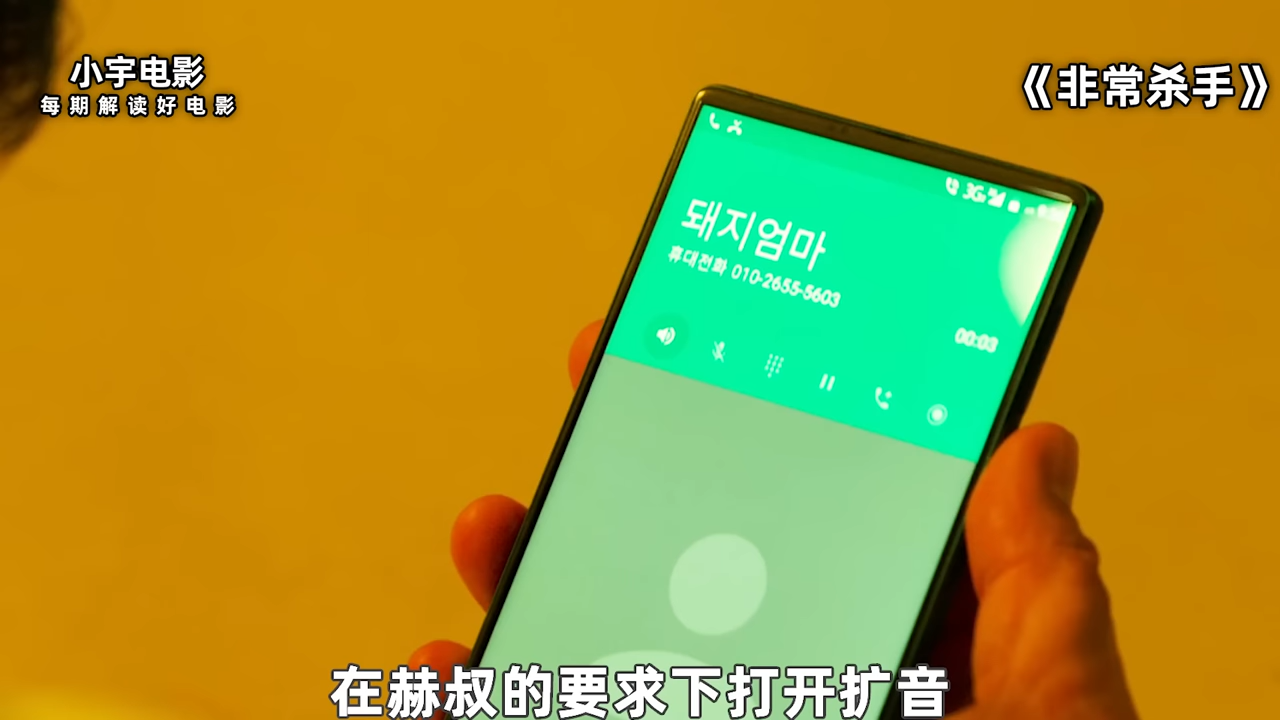 小宇电影
每期解读好电影
《非常杀手》
3G
돼지엄마
휴대전화 010-2655-5603
00:03
在赫叔的要求下打开扩音